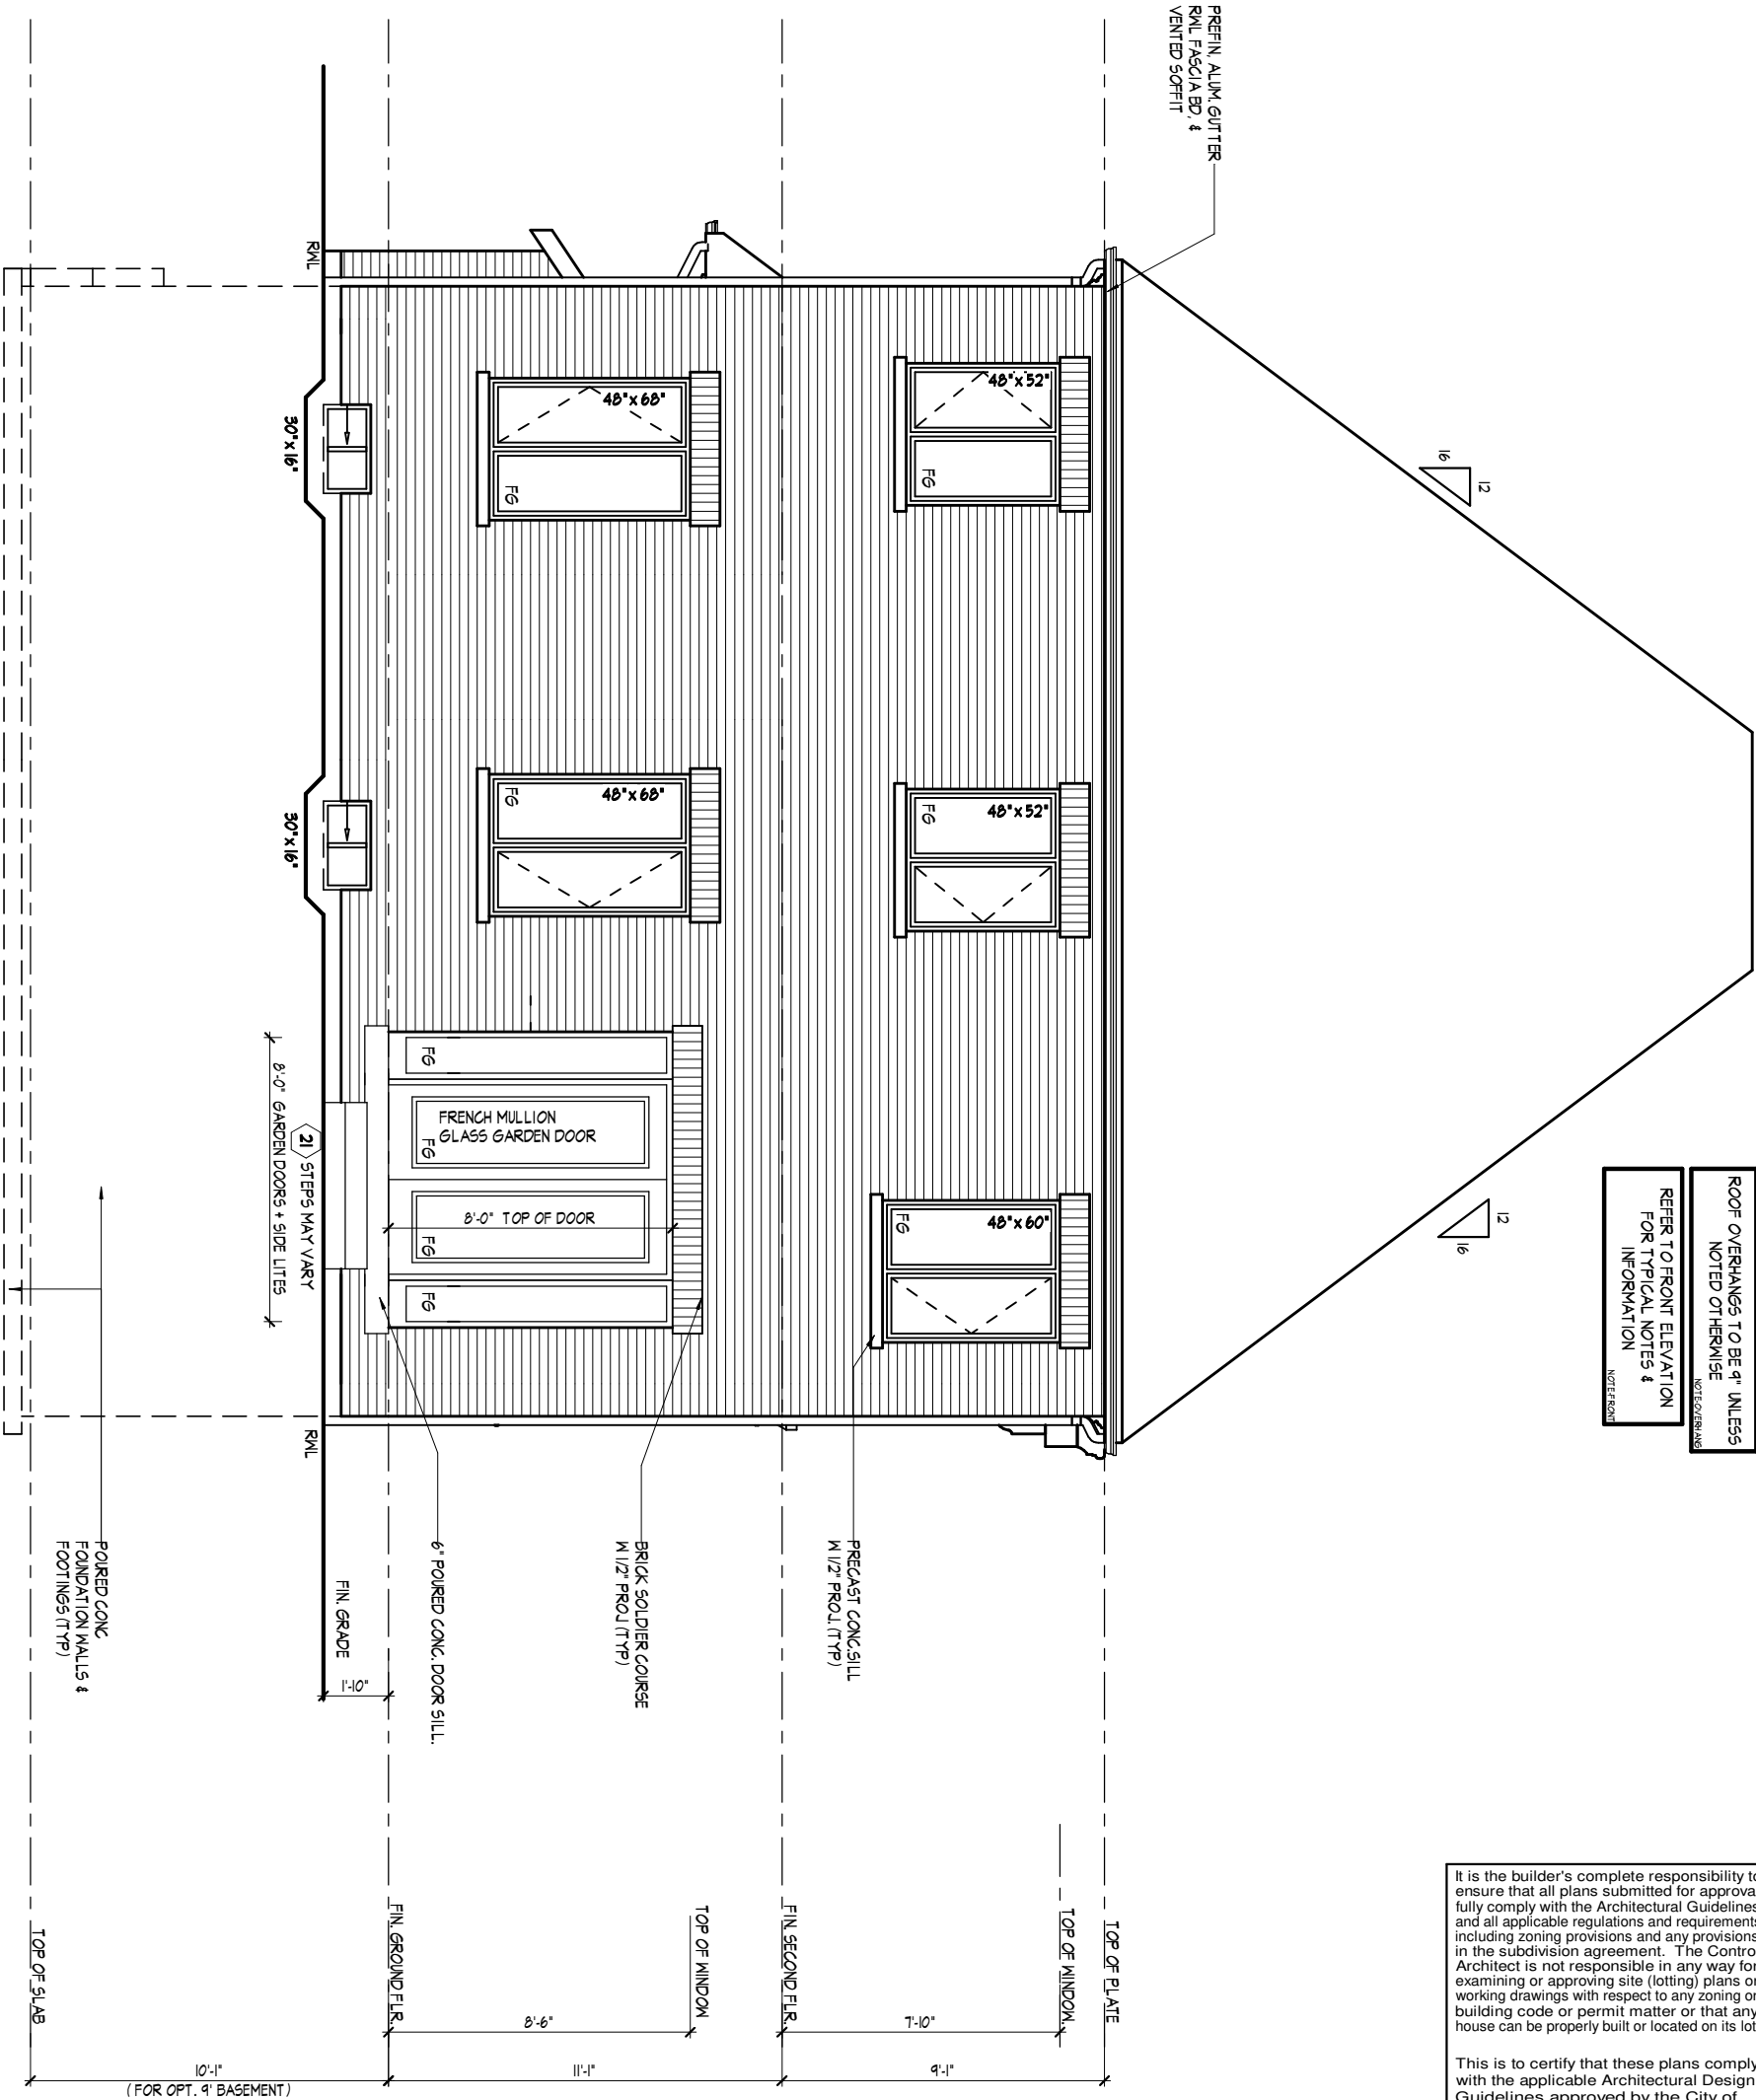 PREFIN. ALUM. GUTTER
RWL FASCIA BD, &
VENTED SOFFIT
16
12
12
16
ROOF OVERHANGS TO BE 9" UNLESS
NOTED OTHERWISE
NOTE-OVERHANG
REFER TO FRONT ELEVATION
FOR TYPICAL NOTES &
INFORMATION
NOTE-FRONT
48"x52"
FG
48"x52"
FG
48"x60"
FG
48"x68"
FG
48"x68"
FG
FG
FRENCH MULLION
GLASS GARDEN DOOR
FG
8'-0" TOP OF DOOR
FG
FG
RWL
30"x16"
30"x16"
21 STEPS MAY VARY
8'-0" GARDEN DOORS + SIDE LITES
RWL
PRECAST CONC.SILL
W 1/2" PROJ. (TYP)
BRICK SOLDIER COURSE
W 1/2" PROJ (TYP)
6" POURED CONC. DOOR SILL.
FIN. GRADE
1'-10"
POURED CONC
FOUNDATION WALLS &
FOOTINGS (TYP)
TOP OF PLATE
TOP OF WINDOW
FIN. SECOND FLR.
TOP OF WINDOW
FIN. GROUND FLR.
TOP OF SLAB
7'-10"
8'-6"
9'-1"
11'-1"
10'-1"
( FOR OPT. 9' BASEMENT )
It is the builder's complete responsibility to
ensure that all plans submitted for approva
fully comply with the Architectural Guidelines
and all applicable regulations and requirements
including zoning provisions and any provisions
in the subdivision agreement. The Contro
Architect is not responsible in any way for
examining or approving site (lotting) plans or
working drawings with respect to any zoning or
building code or permit matter or that any
house can be properly built or located on its lot
This is to certify that these plans comply
with the applicable Architectural Design
Guidelines approved by the City of